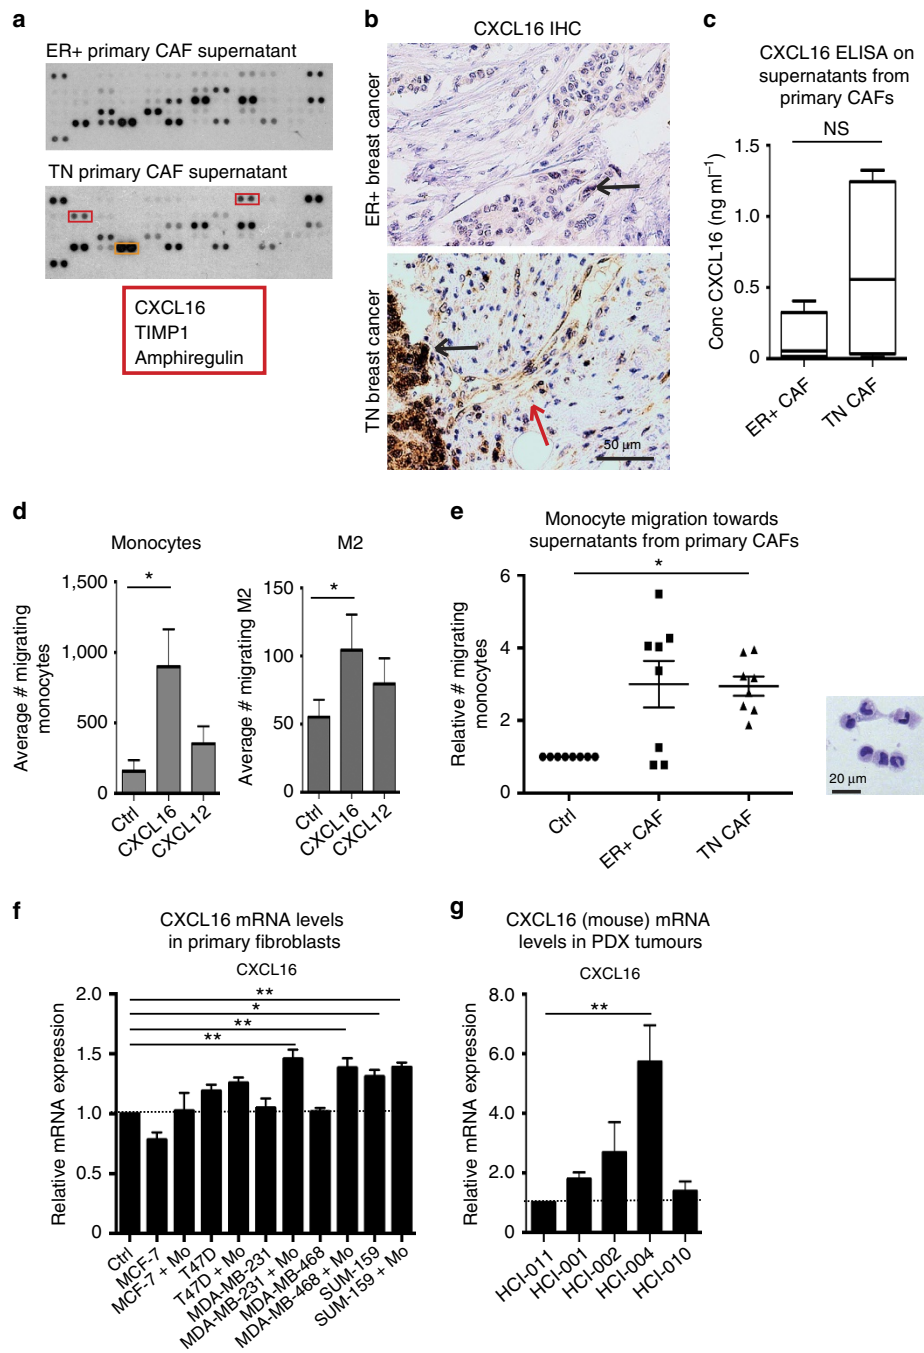 a
ER+ primary CAF supernatant
TN primary CAF supernatant
CXCL16
TIMP1
Amphiregulin
b
CXCL16 IHC
ER+ breast cancer
TN breast cancer
50 µm
c
CXCL16 ELISA on
supernatants from
primary CAFs
NS
Conc CXCL16 (ng ml⁻¹)
1.5
1.0
0.5
0
ER+ CAF
TN CAF
d
Monocytes
*
Average # migrating
monocytes
1,500
1,000
500
0
Ctrl
CXCL16
CXCL12
M2
*
Average # migrating M2
150
100
50
0
Ctrl
CXCL16
CXCL12
e
Monocyte migration towards
supernatants from primary CAFs
*
Relative # migrating
monocytes
6
4
2
0
Ctrl
ER+ CAF
TN CAF
20 µm
f
CXCL16 mRNA levels
in primary fibroblasts
CXCL16
**
*
**
**
Relative mRNA expression
2.0
1.5
1.0
0.5
0
Ctrl
MCF-7
MCF-7 + Mo
T47D
T47D + Mo
MDA-MB-231
MDA-MB-231 + Mo
MDA-MB-468
MDA-MB-468 + Mo
SUM-159
SUM-159 + Mo
g
CXCL16 (mouse) mRNA
levels in PDX tumours
CXCL16
**
Relative mRNA expression
8.0
6.0
4.0
2.0
1.0
0
HCI-011
HCI-001
HCI-002
HCI-004
HCI-010